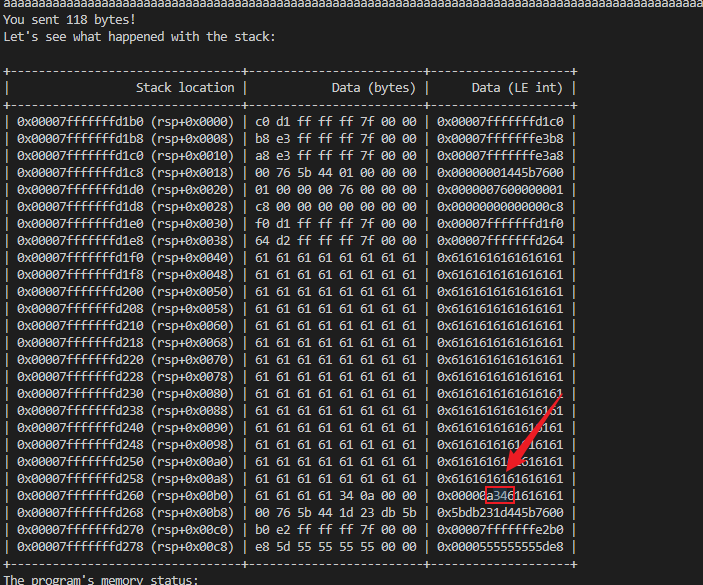 You sent 118 bytes!
Let's see what happened with the stack:
+---------------------------------+-------------------------+--------------------+
|                  Stack location |            Data (bytes) |      Data (LE int) |
+---------------------------------+-------------------------+--------------------+
| 0x00007fffffffd1b0 (rsp+0x0000) | c0 d1 ff ff ff 7f 00 00 | 0x00007fffffffd1c0 |
| 0x00007fffffffd1b8 (rsp+0x0008) | b8 e3 ff ff ff 7f 00 00 | 0x00007fffffffe3b8 |
| 0x00007fffffffd1c0 (rsp+0x0010) | a8 e3 ff ff ff 7f 00 00 | 0x00007fffffffe3a8 |
| 0x00007fffffffd1c8 (rsp+0x0018) | 00 76 5b 44 01 00 00 00 | 0x00000001445b7600 |
| 0x00007fffffffd1d0 (rsp+0x0020) | 01 00 00 00 76 00 00 00 | 0x0000007600000001 |
| 0x00007fffffffd1d8 (rsp+0x0028) | c8 00 00 00 00 00 00 00 | 0x00000000000000c8 |
| 0x00007fffffffd1e0 (rsp+0x0030) | f0 d1 ff ff ff 7f 00 00 | 0x00007fffffffd1f0 |
| 0x00007fffffffd1e8 (rsp+0x0038) | 64 d2 ff ff ff 7f 00 00 | 0x00007fffffffd264 |
| 0x00007fffffffd1f0 (rsp+0x0040) | 61 61 61 61 61 61 61 61 | 0x6161616161616161 |
| 0x00007fffffffd1f8 (rsp+0x0048) | 61 61 61 61 61 61 61 61 | 0x6161616161616161 |
| 0x00007fffffffd200 (rsp+0x0050) | 61 61 61 61 61 61 61 61 | 0x6161616161616161 |
| 0x00007fffffffd208 (rsp+0x0058) | 61 61 61 61 61 61 61 61 | 0x6161616161616161 |
| 0x00007fffffffd210 (rsp+0x0060) | 61 61 61 61 61 61 61 61 | 0x6161616161616161 |
| 0x00007fffffffd218 (rsp+0x0068) | 61 61 61 61 61 61 61 61 | 0x6161616161616161 |
| 0x00007fffffffd220 (rsp+0x0070) | 61 61 61 61 61 61 61 61 | 0x6161616161616161 |
| 0x00007fffffffd228 (rsp+0x0078) | 61 61 61 61 61 61 61 61 | 0x6161616161616161 |
| 0x00007fffffffd230 (rsp+0x0080) | 61 61 61 61 61 61 61 61 | 0x6161616161616161 |
| 0x00007fffffffd238 (rsp+0x0088) | 61 61 61 61 61 61 61 61 | 0x6161616161616161 |
| 0x00007fffffffd240 (rsp+0x0090) | 61 61 61 61 61 61 61 61 | 0x6161616161616161 |
| 0x00007fffffffd248 (rsp+0x0098) | 61 61 61 61 61 61 61 61 | 0x6161616161616161 |
| 0x00007fffffffd250 (rsp+0x00a0) | 61 61 61 61 61 61 61 61 | 0x6161616161616161 |
| 0x00007fffffffd258 (rsp+0x00a8) | 61 61 61 61 61 61 61 61 | 0x6161616161616161 |
| 0x00007fffffffd260 (rsp+0x00b0) | 61 61 61 61 34 0a 00 00 | 0x00000a3461616161 |
| 0x00007fffffffd268 (rsp+0x00b8) | 00 76 5b 44 1d 23 db 5b | 0x5bdb231d445b7600 |
| 0x00007fffffffd270 (rsp+0x00c0) | b0 e2 ff ff ff 7f 00 00 | 0x00007fffffffe2b0 |
| 0x00007fffffffd278 (rsp+0x00c8) | e8 5d 55 55 55 55 00 00 | 0x0000555555555de8 |
+---------------------------------+-------------------------+--------------------+
The program's memory status: